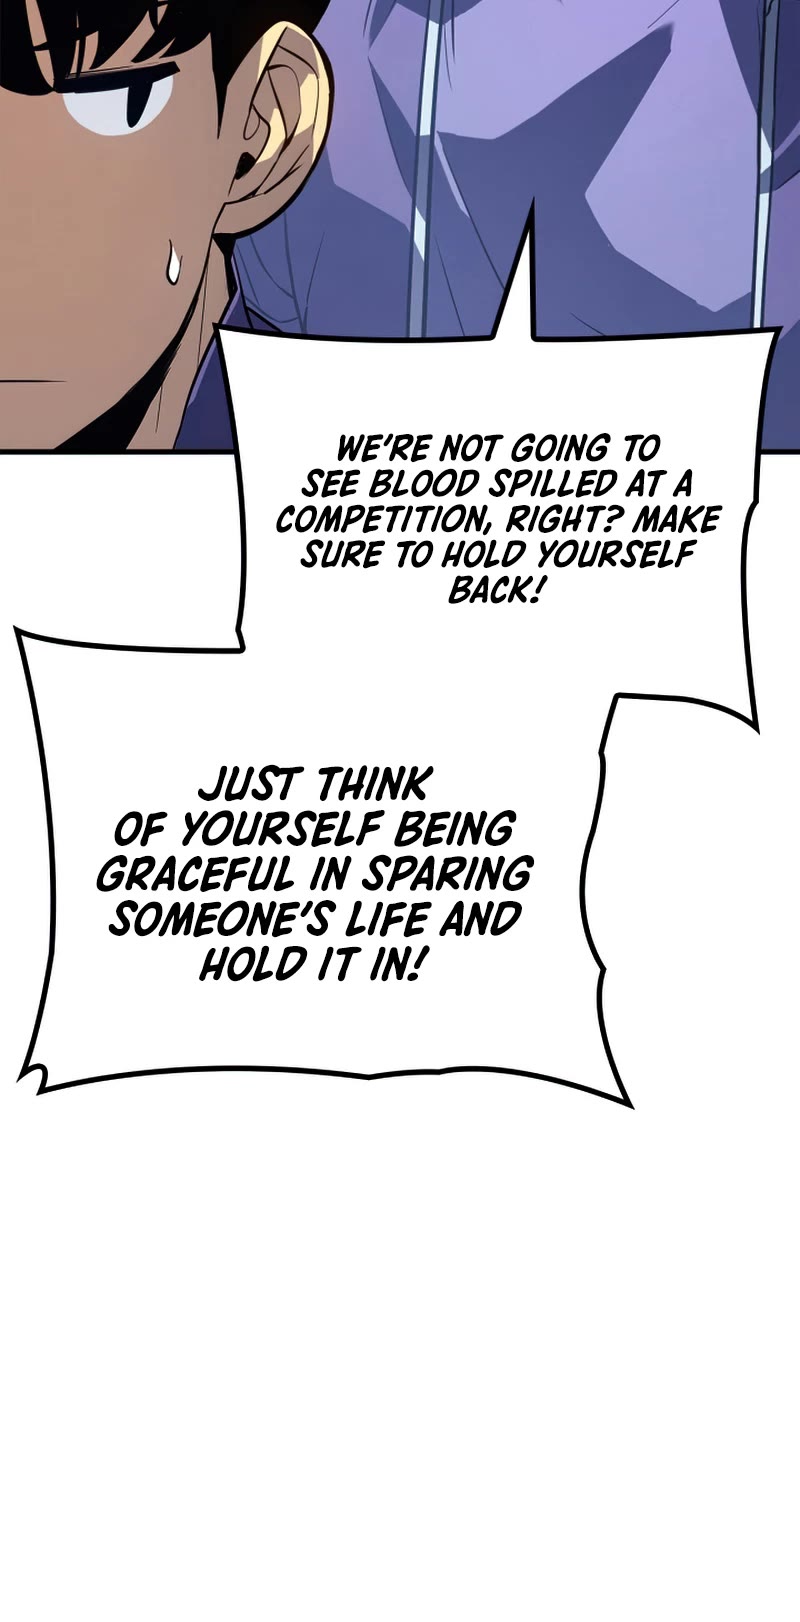 WE'RE NOT GOING TO
SEE BLOOD SPILLED AT A
COMPETITION, RIGHT? MAKE
SURE TO HOLD YOURSELF
BACK!
JUST THINK
OF YOURSELF BEING
GRACEFUL IN SPARING
SOMEONE'S LIFE AND
HOLD IT IN!